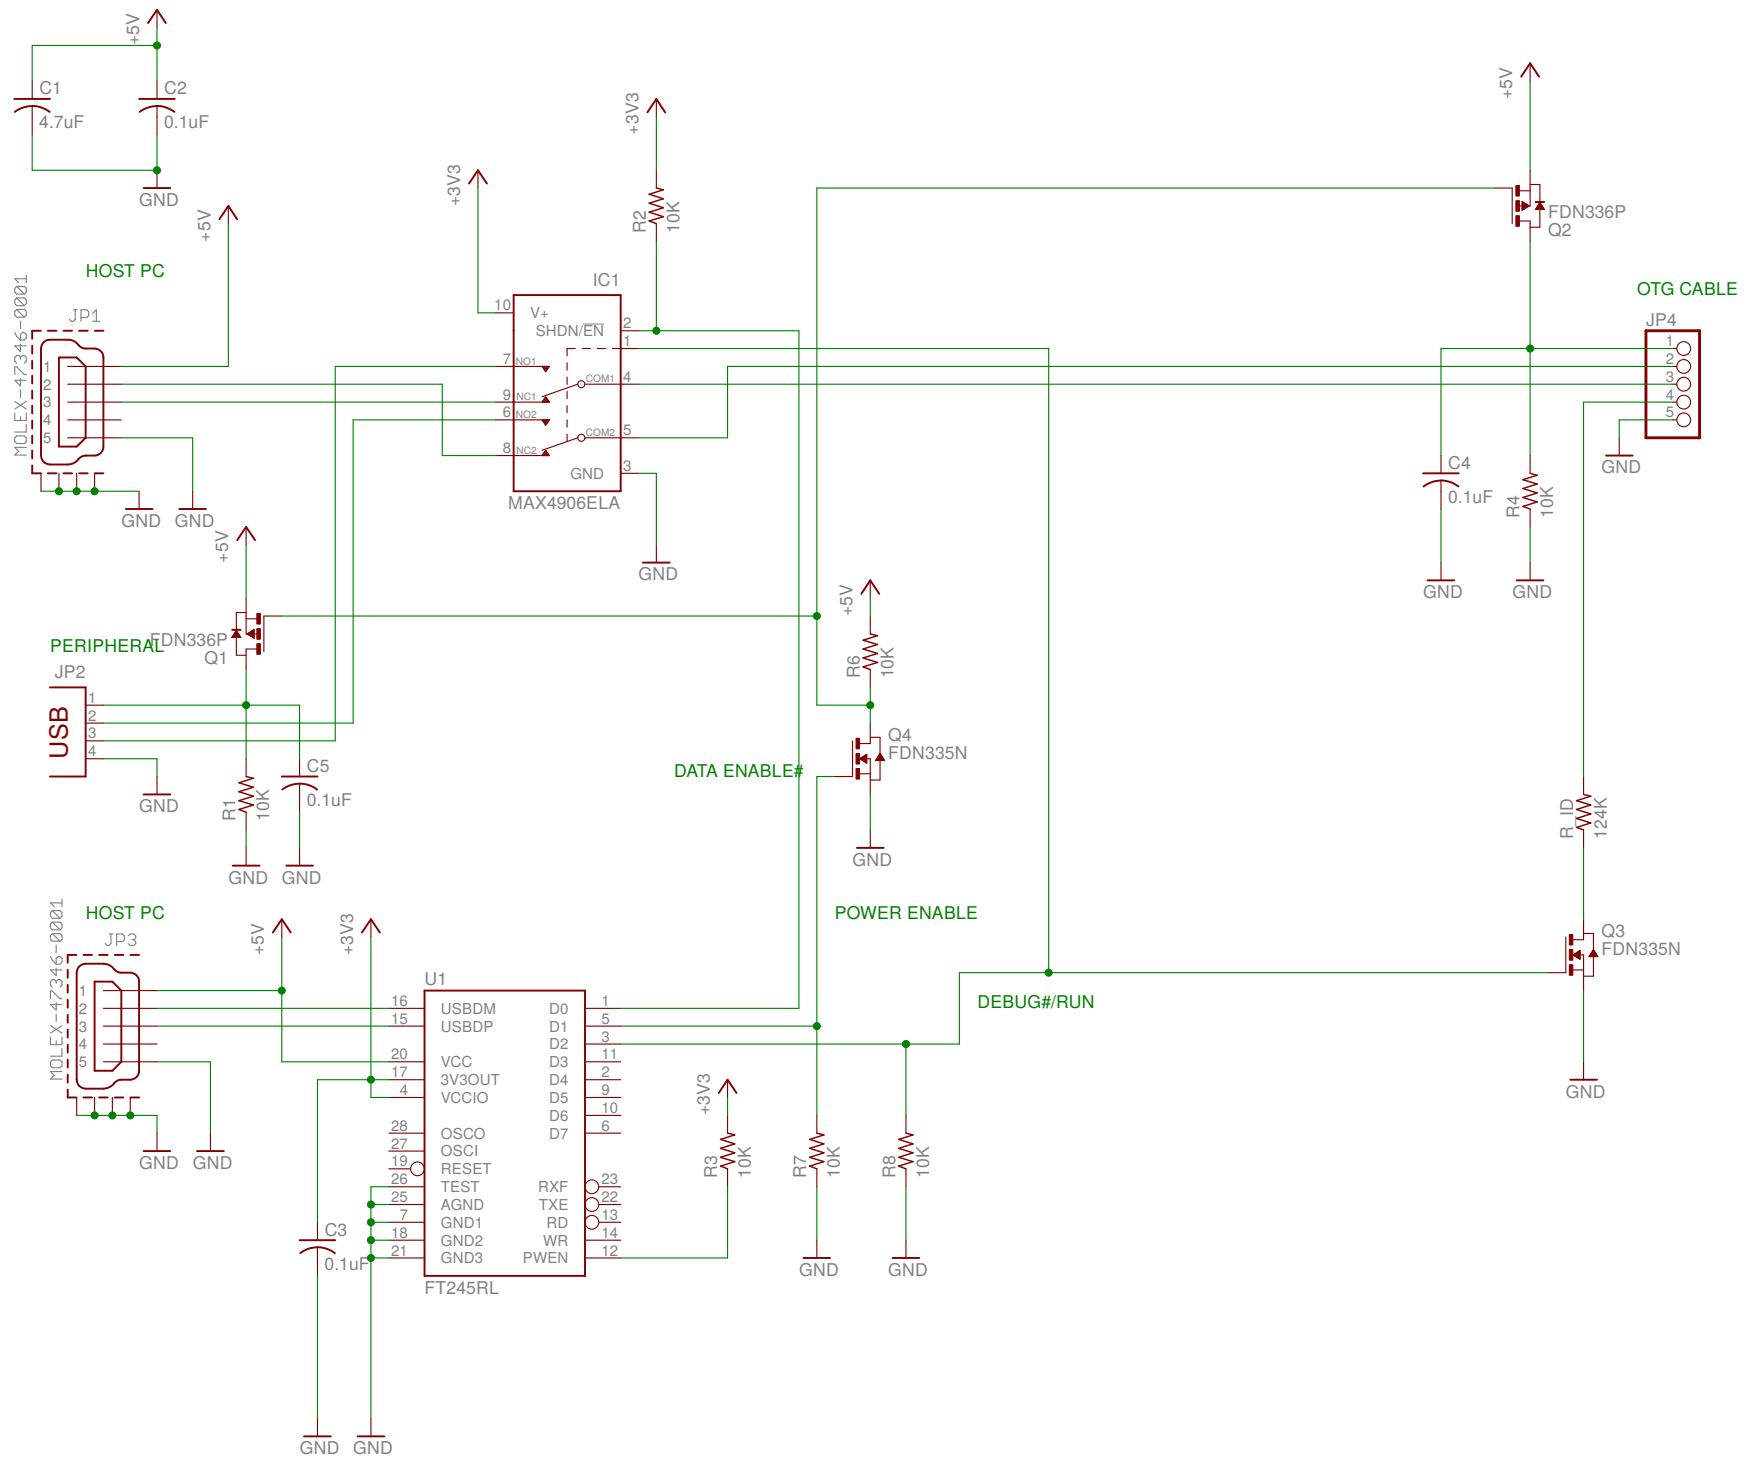 +5V
C1
4.7uF
C2
0.1uF
GND
+5V
HOST PC
MOLEX-47346-0001
JP1
1
2
3
4
5
GND
GND
+3V3
+3V3
R2
10K
IC1
10
V+
SHDN/EN
2
1
7
NO1
COM1
4
9
NC1
6
NO2
COM2
5
8
NC2
GND
3
MAX4906ELA
GND
+5V
FDN336P
Q2
OTG CABLE
JP4
1
2
3
4
5
GND
C4
0.1uF
R4
10K
GND
GND
+5V
PERIPHERAL
FDN336P
Q1
JP2
USB
1
2
3
4
GND
R1
10K
C5
0.1uF
GND
GND
+5V
R6
10K
Q4
FDN335N
DATA ENABLE#
GND
R_ID
124K
POWER ENABLE
Q3
FDN335N
DEBUG#/RUN
GND
HOST PC
MOLEX-47346-0001
JP3
1
2
3
4
5
GND
GND
+5V
+3V3
U1
16
USBDM
D0
1
15
USBDP
D1
5
D2
3
20
VCC
D3
11
17
3V3OUT
D4
2
4
VCCIO
D5
9
D6
10
28
OSCO
D7
6
27
OSCI
19
RESET
26
TEST
RXF
23
25
AGND
TXE
22
7
GND1
RD
13
18
GND2
WR
14
21
GND3
PWEN
12
FT245RL
C3
0.1uF
GND
GND
+3V3
R3
10K
R7
10K
R8
10K
GND
GND